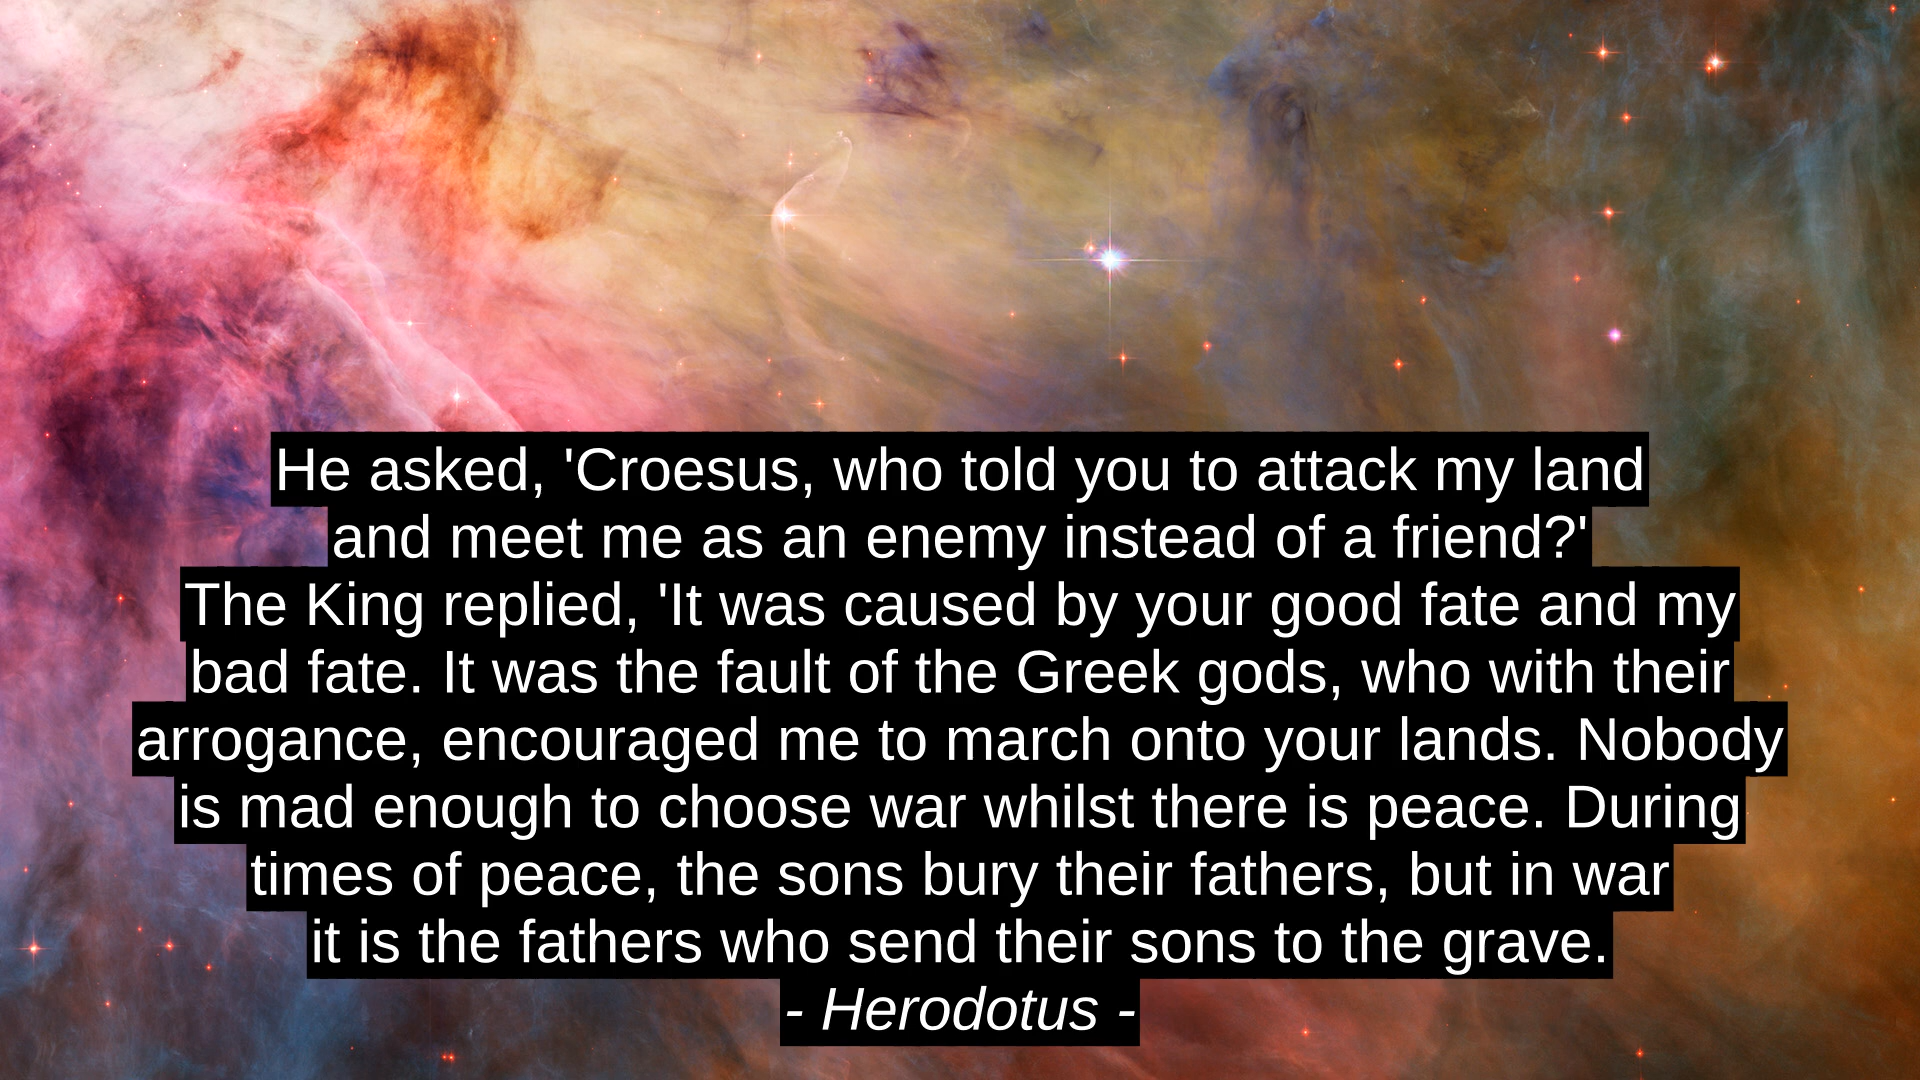 He asked, 'Croesus, who told you to attack my land
and meet me as an enemy instead of a friend?'
The King replied, 'It was caused by your good fate and my
bad fate. It was the fault of the Greek gods, who with their
arrogance, encouraged me to march onto your lands. Nobody
is mad enough to choose war whilst there is peace. During
times of peace, the sons bury their fathers, but in war
it is the fathers who send their sons to the grave.
- Herodotus -